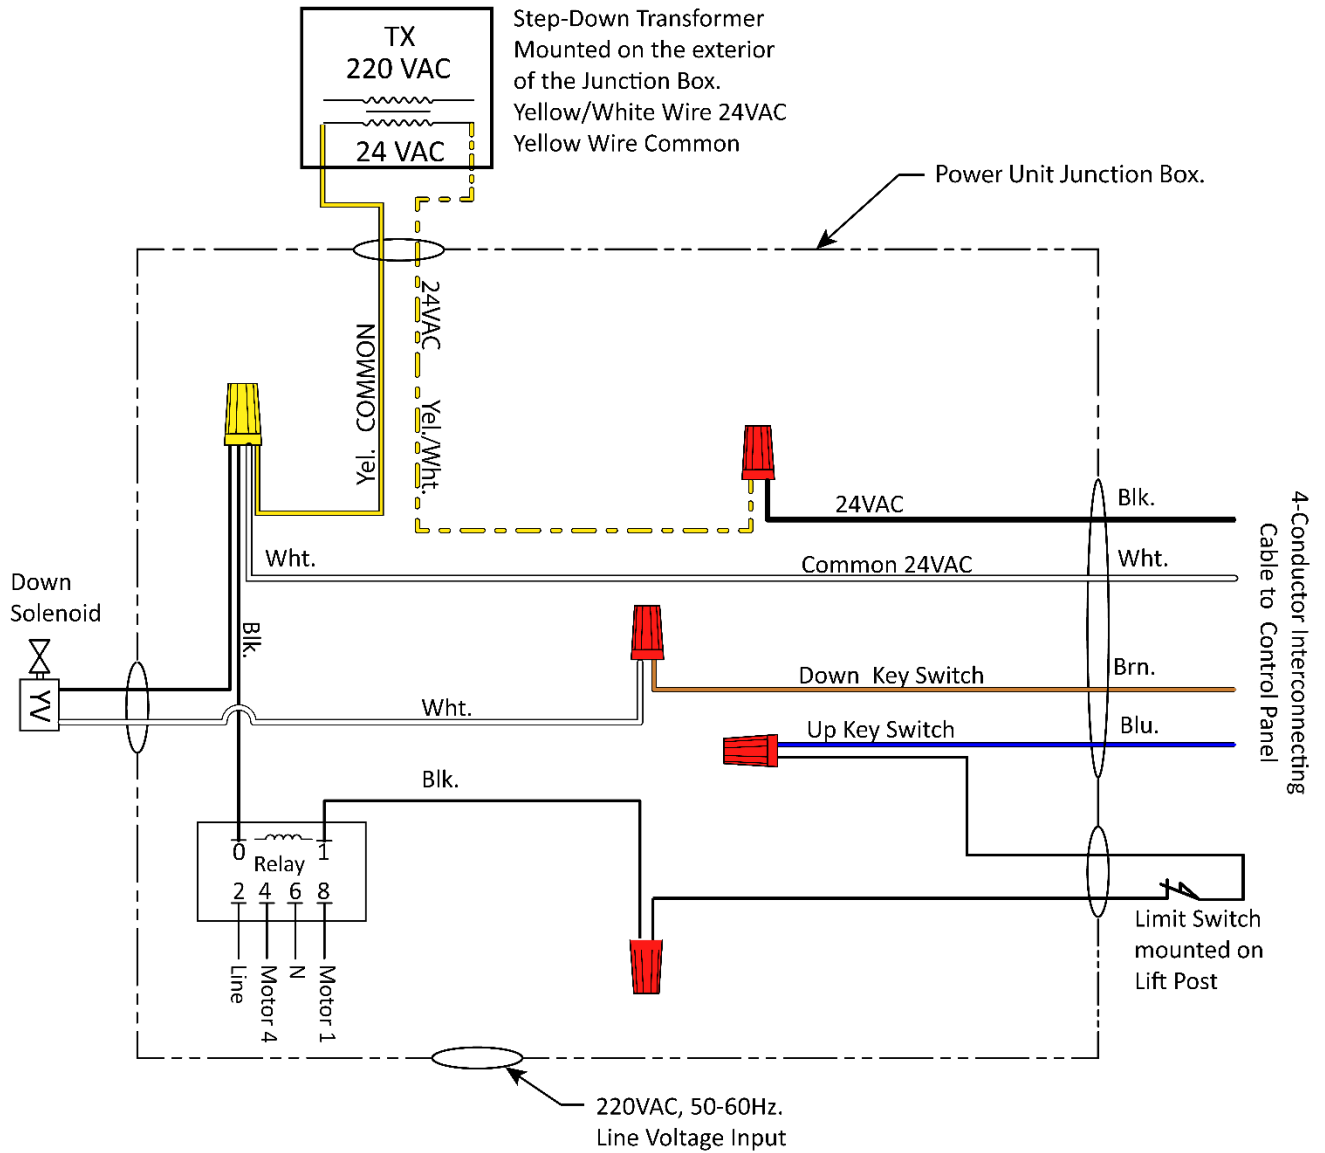 TX
220 VAC
24 VAC
Step-Down Transformer
Mounted on the exterior
of the Junction Box.
Yellow/White Wire 24VAC
Yellow Wire Common
Power Unit Junction Box.
24VAC Yel./Wht.
Yel. COMMON
24VAC
Blk.
Wht.
Common 24VAC
Wht.
4-Conductor Interconnecting
Cable to Control Panel
Down
Solenoid
YV
Blk.
Down Key Switch
Brn.
Wht.
Up Key Switch
Blu.
Blk.
0 1
Relay
2 4 6 8
Line
Motor 4
N
Motor 1
Limit Switch
mounted on
Lift Post
220VAC, 50-60Hz.
Line Voltage Input